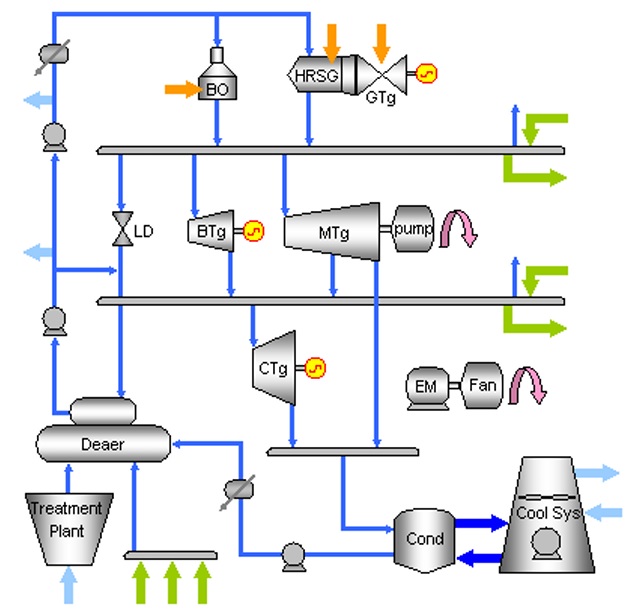 HRSG
BO
GTg
LD
BTg
MTg
pump
CTg
EM
Fan
Deaer
Treatment
Plant
Cond
Cool Sys